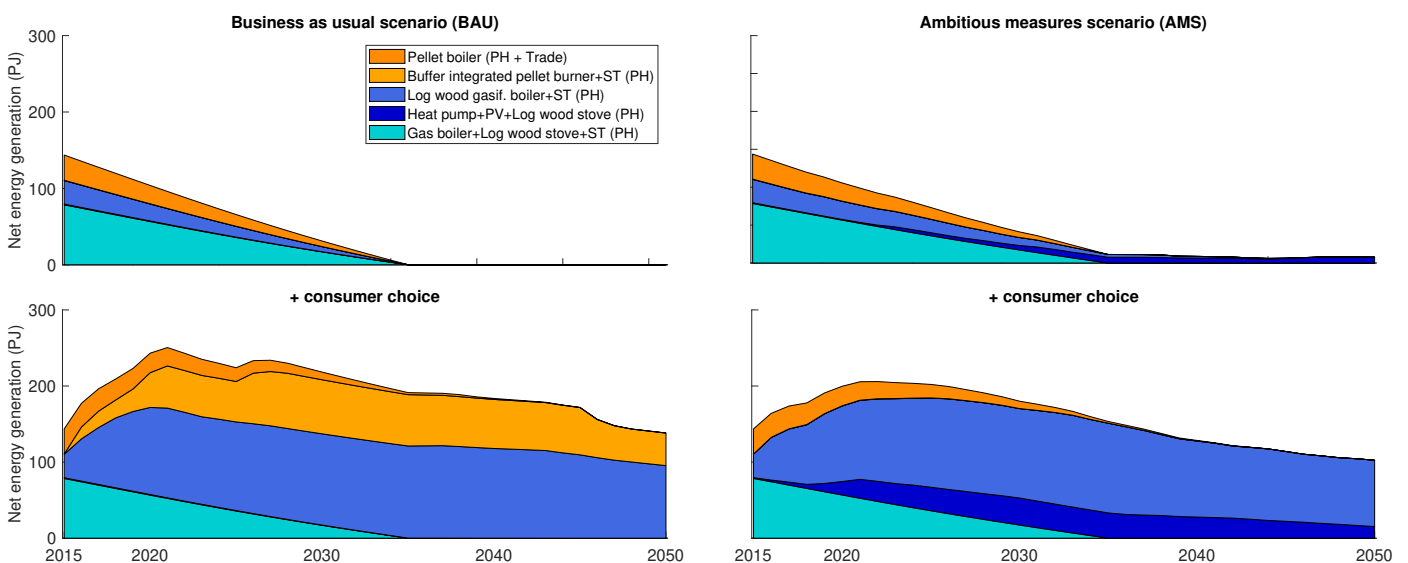 Business as usual scenario (BAU)
Ambitious measures scenario (AMS)
Net energy generation (PJ)
300
200
100
0
Pellet boiler (PH + Trade)
Buffer integrated pellet burner+ST (PH)
Log wood gasif. boiler+ST (PH)
Heat pump+PV+Log wood stove (PH)
Gas boiler+Log wood stove+ST (PH)
+ consumer choice
+ consumer choice
Net energy generation (PJ)
300
200
100
0
2015 2020 2030 2040 2050
2015 2020 2030 2040 2050